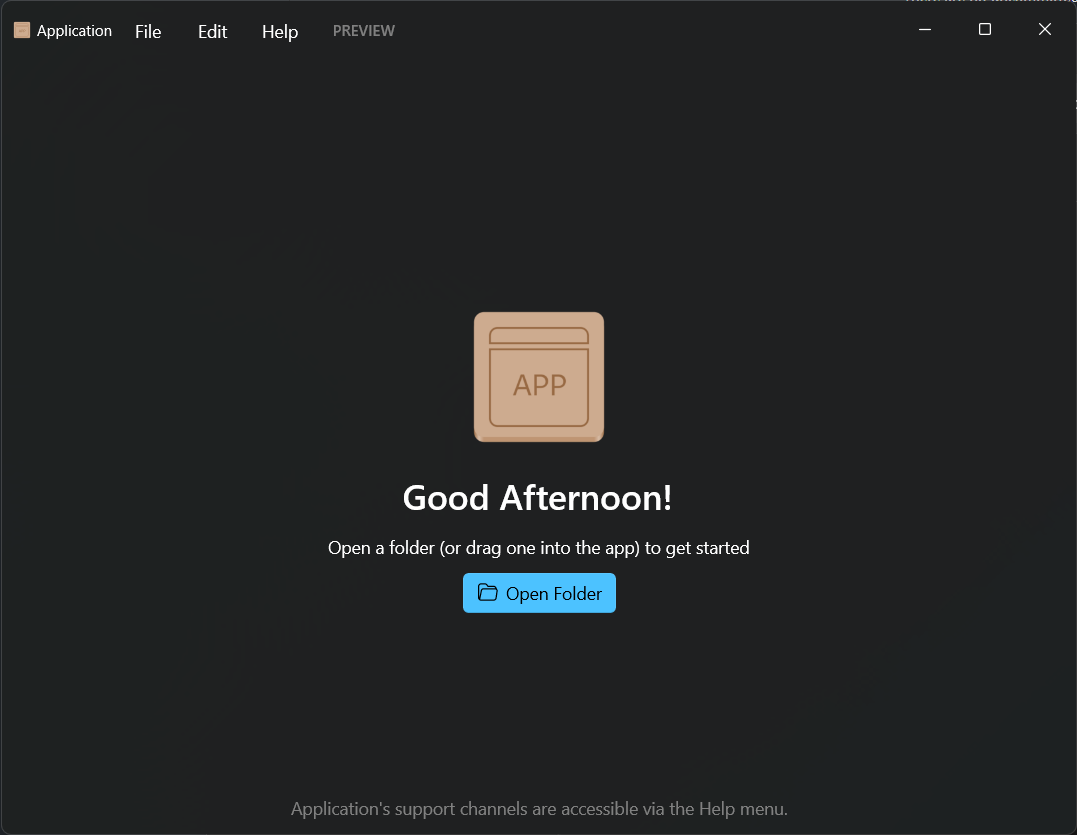 Application File Edit Help PREVIEW
APP
Good Afternoon!
Open a folder (or drag one into the app) to get started
Open Folder
Application's support channels are accessible via the Help menu.